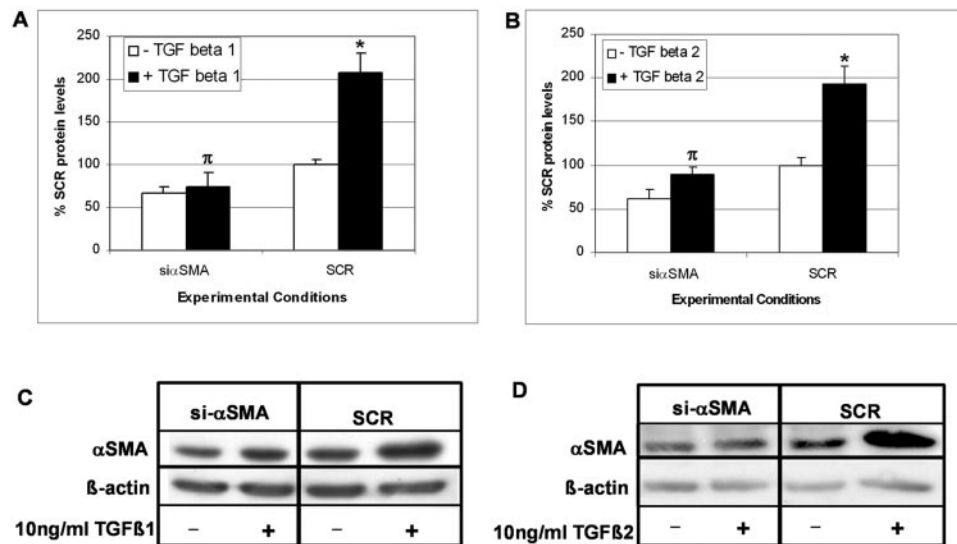 A
% SCR protein levels
250
200
150
100
50
0
- TGF beta 1
+ TGF beta 1
π
*
siαSMA
SCR
Experimental Conditions
B
% SCR protein levels
250
200
150
100
50
0
- TGF beta 2
+ TGF beta 2
π
*
siαSMA
SCR
Experimental Conditions
C
si-αSMA
SCR
αSMA
ß-actin
10ng/ml TGFß1
– + – +
D
si-αSMA
SCR
αSMA
ß-actin
10ng/ml TGFß2
– + – +